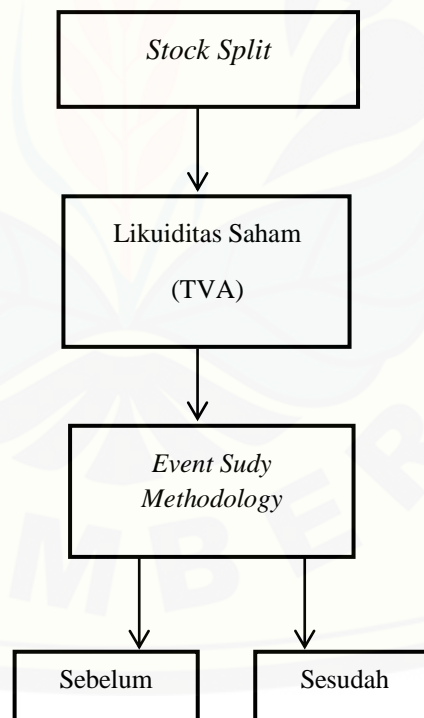 Stock Split
Likuiditas Saham
(TVA)
Event Sudy
Methodology
Sebelum
Sesudah